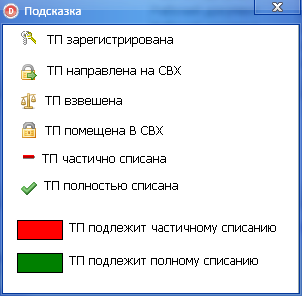 Подсказка
ТП зарегистрирована
ТП направлена на СВХ
ТП взвешена
ТП помещена В СВХ
ТП частично списана
ТП полностью списана
ТП подлежит частичному списанию
ТП подлежит полному списанию